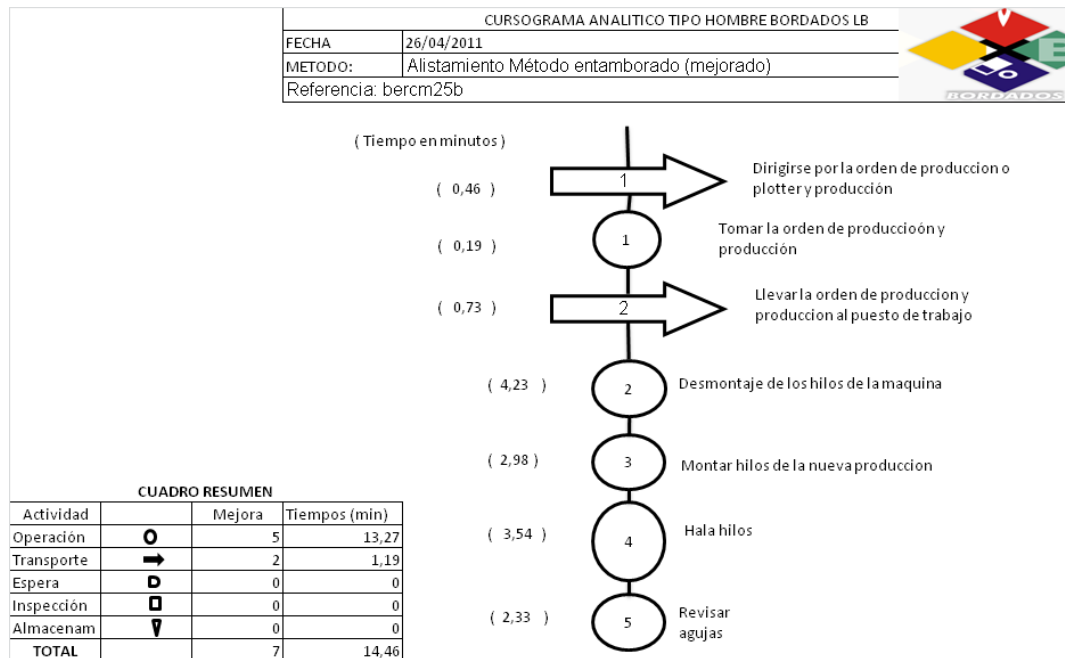 CURSOGRAMA ANALITICO TIPO HOMBRE BORDADOS LB
FECHA 26/04/2011
METODO: Alistamiento Método entamborado (mejorado)
Referencia: bercm25b
V E
LO
BORDADOS
( Tiempo en minutos )
( 0,46 ) 1 Dirigirse por la orden de produccion o
plotter y producción
( 0,19 ) 1 Tomar la orden de produccioón y
producción
( 0,73 ) 2 Llevar la orden de produccion y
produccion al puesto de trabajo
( 4,23 ) 2 Desmontaje de los hilos de la maquina
( 2,98 ) 3 Montar hilos de la nueva produccion
( 3,54 ) 4 Hala hilos
( 2,33 ) 5 Revisar
agujas
CUADRO RESUMEN
Actividad Mejora Tiempos (min)
Operación 5 13,27
Transporte 2 1,19
Espera 0 0
Inspección 0 0
Almacenam 0 0
TOTAL 7 14,46